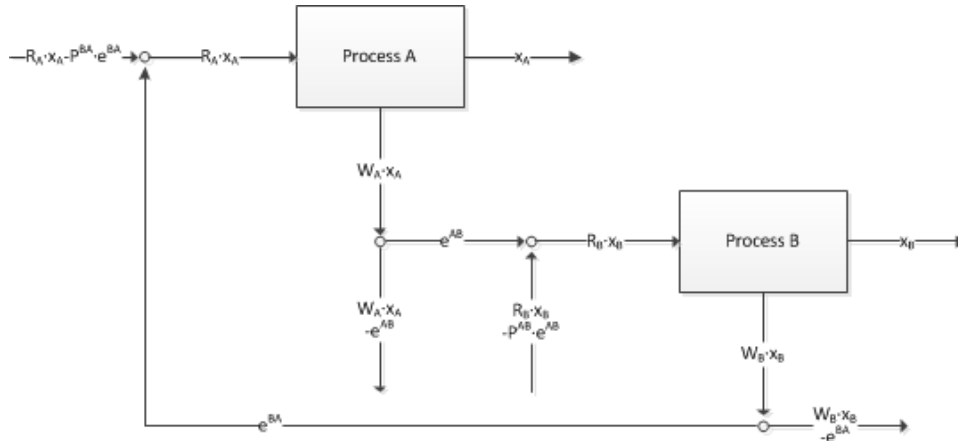 R_A·x_A-P^BA·e^BA
R_A·x_A
Process A
x_A
W_A·x_A
e^AB
R_B·x_B
Process B
x_B
W_A·x_A
-e^AB
R_B·x_B
-P^AB·e^AB
W_B·x_B
e^BA
W_B·x_B
-e^BA